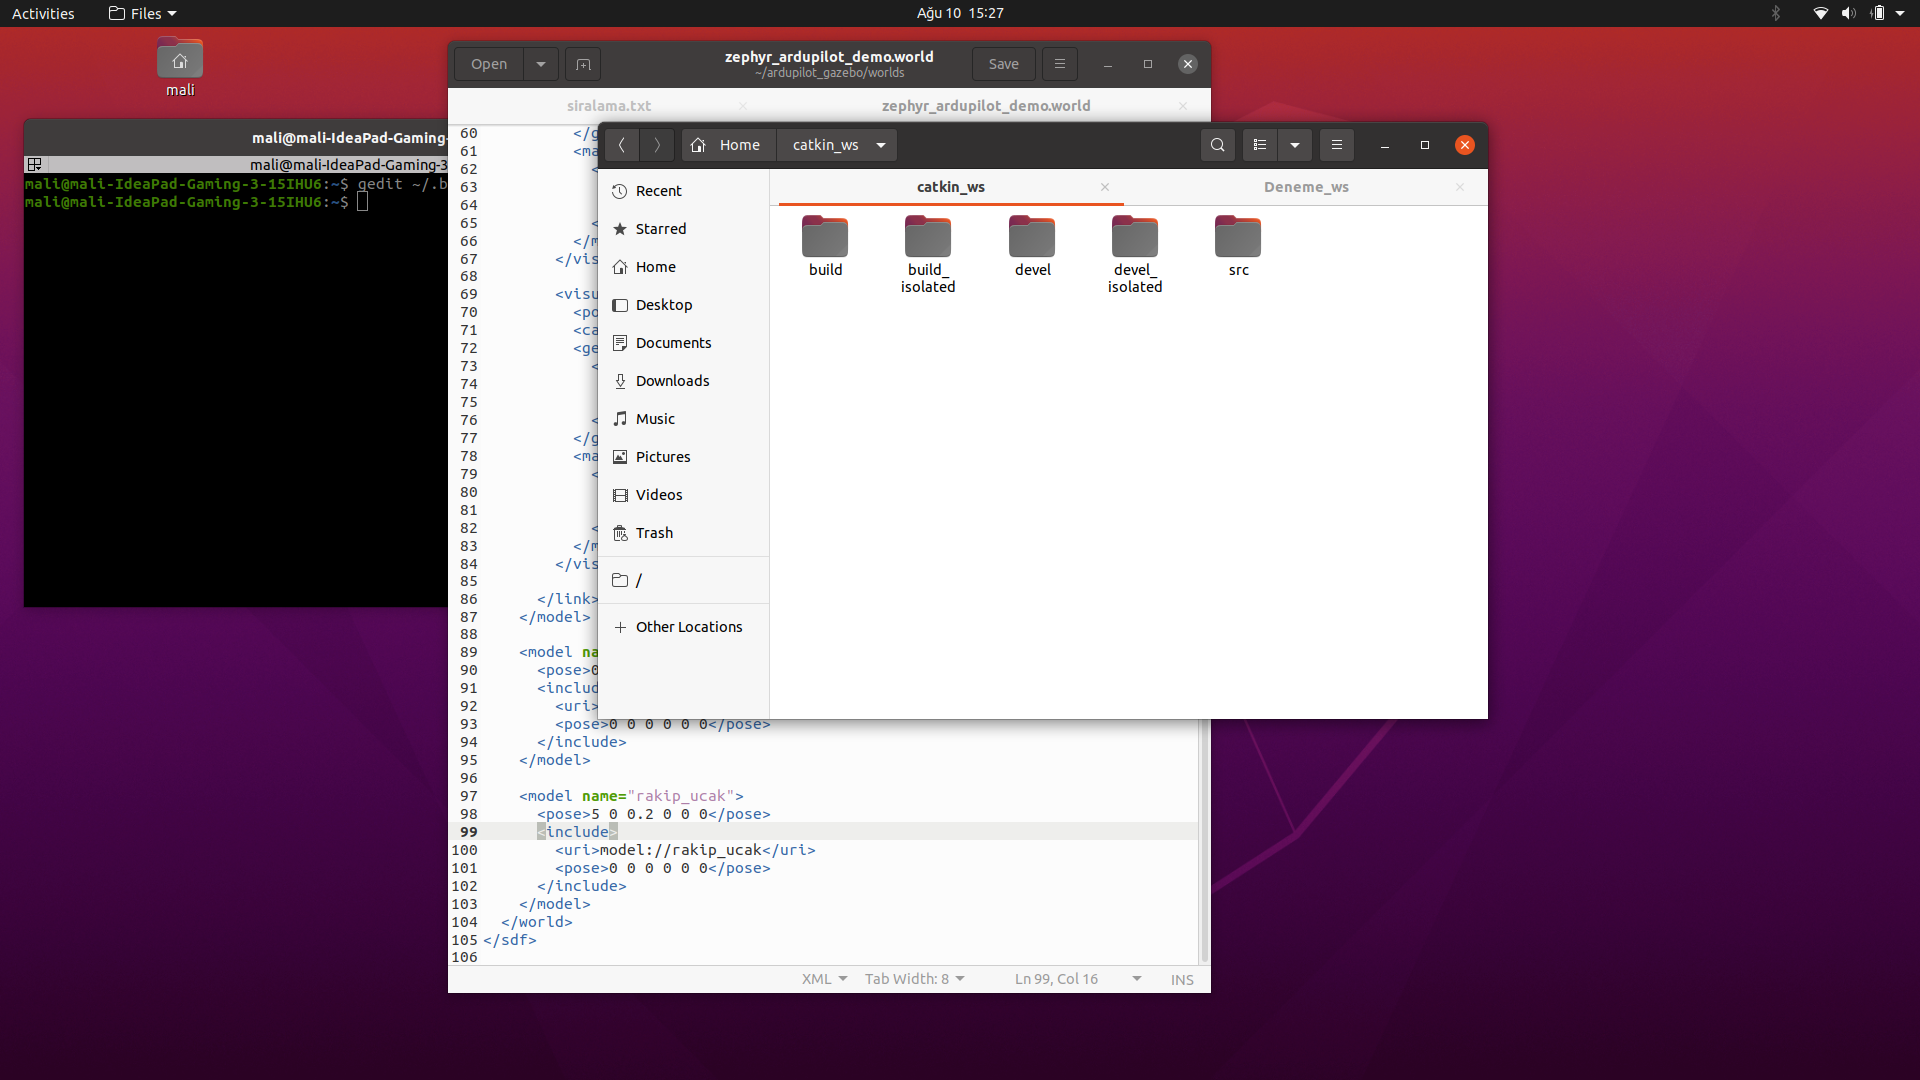 Activities
Files
Ağu 10 15:27
mali
mali@mali-IdeaPad-Gaming-
mali@mali-IdeaPad-Gaming-3
mali@mali-IdeaPad-Gaming-3-15IHU6:~$ gedit ~/.b
mali@mali-IdeaPad-Gaming-3-15IHU6:~$
Open
zephyr_ardupilot_demo.world
~/ardupilot_gazebo/worlds
Save
siralama.txt
zephyr_ardupilot_demo.world
60 </g
61 <ma
62 <
63
64
65 <
66 </m
67 </vis
68
69 <visu
70 <po
71 <ca
72 <ge
73 <
74
75
76 <
77 </g
78 <ma
79 <
80
81
82 <
83 </m
84 </vis
85
86 </link>
87 </model>
88
89 <model na
90 <pose>0
91 <includ
92 <uri>
93 <pose>0 0 0 0 0 0</pose>
94 </include>
95 </model>
96
97 <model name="rakip_ucak">
98 <pose>5 0 0.2 0 0 0</pose>
99 <include>
100 <uri>model://rakip_ucak</uri>
101 <pose>0 0 0 0 0 0</pose>
102 </include>
103 </model>
104 </world>
105 </sdf>
106
XML
Tab Width: 8
Ln 99, Col 16
INS
Home
catkin_ws
Recent
Starred
Home
Desktop
Documents
Downloads
Music
Pictures
Videos
Trash
/
+ Other Locations
catkin_ws
Deneme_ws
build
build_
isolated
devel
devel_
isolated
src